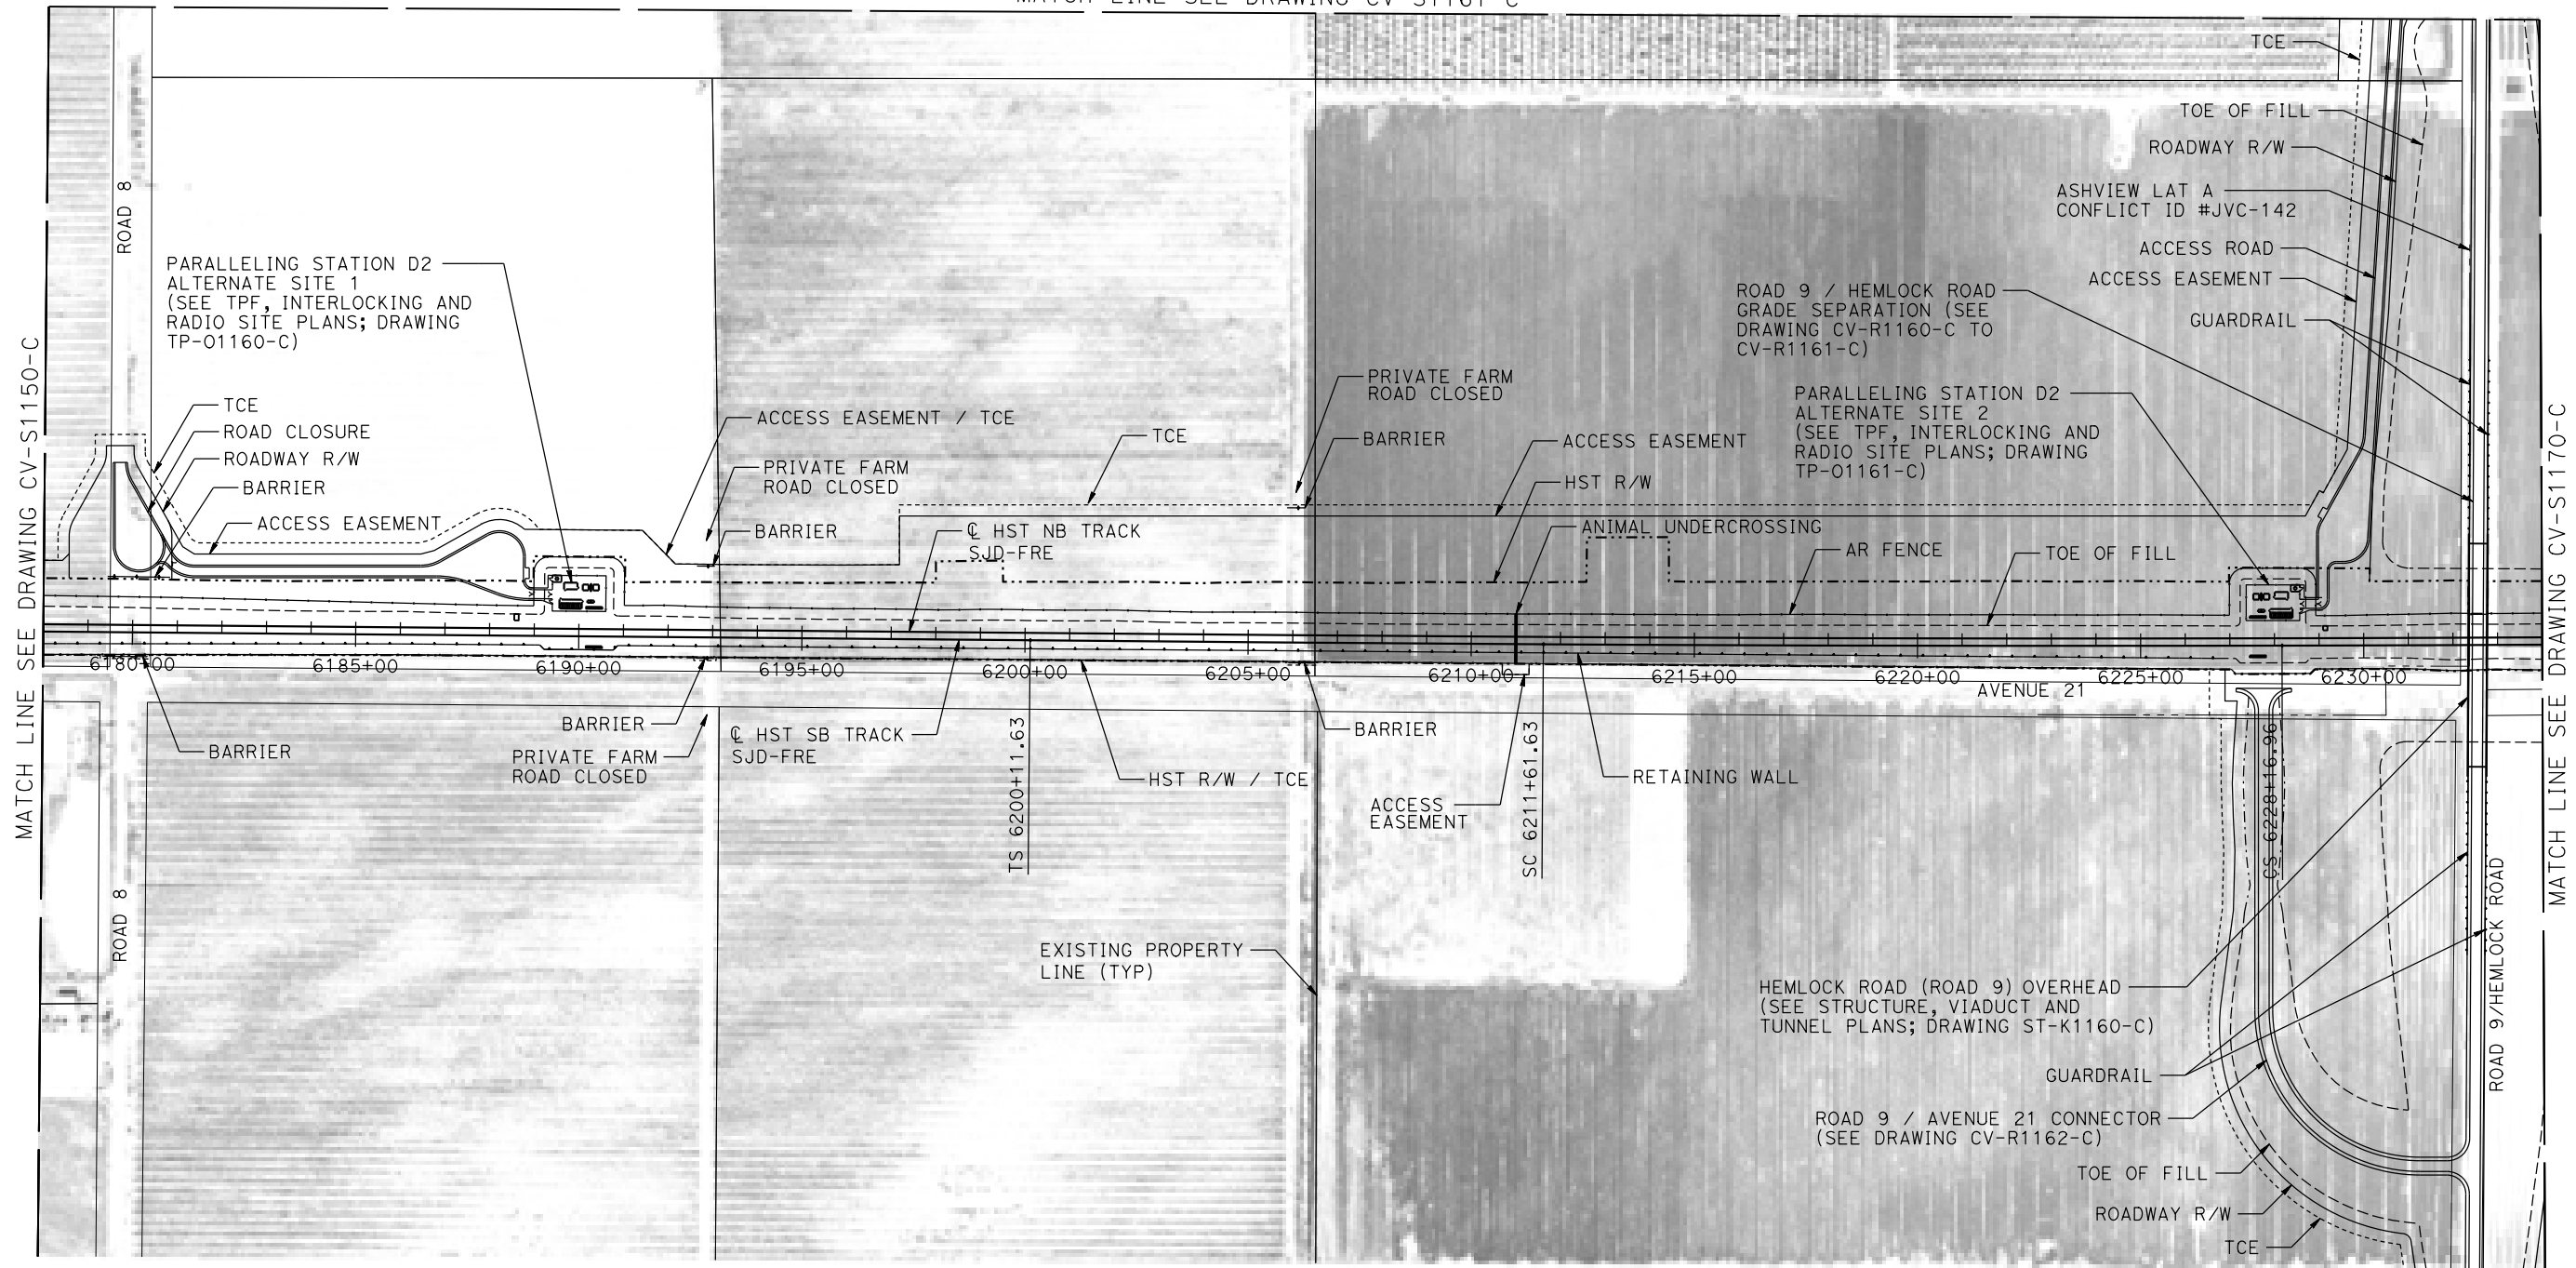 MATCH LINE SEE DRAWING CV-S1161-C
MATCH LINE SEE DRAWING CV-S1150-C
ROAD 8
PARALLELING STATION D2
ALTERNATE SITE 1
(SEE TPF, INTERLOCKING AND
RADIO SITE PLANS; DRAWING
TP-O1160-C)
TCE
ROAD CLOSURE
ROADWAY R/W
BARRIER
ACCESS EASEMENT
ACCESS EASEMENT / TCE
PRIVATE FARM
ROAD CLOSED
BARRIER
TCE
℄ HST NB TRACK
SJD-FRE
PRIVATE FARM
ROAD CLOSED
BARRIER
ACCESS EASEMENT
HST R/W
ANIMAL UNDERCROSSING
AR FENCE
TOE OF FILL
ROAD 9 / HEMLOCK ROAD
GRADE SEPARATION (SEE
DRAWING CV-R1160-C TO
CV-R1161-C)
PARALLELING STATION D2
ALTERNATE SITE 2
(SEE TPF, INTERLOCKING AND
RADIO SITE PLANS; DRAWING
TP-O1161-C)
TCE
TOE OF FILL
ROADWAY R/W
ASHVIEW LAT A
CONFLICT ID #JVC-142
ACCESS ROAD
ACCESS EASEMENT
GUARDRAIL
6180+00
6185+00
6190+00
6195+00
6200+00
6205+00
6210+00
6215+00
6220+00
6225+00
6230+00
AVENUE 21
BARRIER
BARRIER
PRIVATE FARM
ROAD CLOSED
℄ HST SB TRACK
SJD-FRE
TS 6200+11.63
HST R/W / TCE
BARRIER
ACCESS
EASEMENT
SC 6211+61.63
RETAINING WALL
CS 6228+16.96
ROAD 8
EXISTING PROPERTY
LINE (TYP)
HEMLOCK ROAD (ROAD 9) OVERHEAD
(SEE STRUCTURE, VIADUCT AND
TUNNEL PLANS; DRAWING ST-K1160-C)
GUARDRAIL
ROAD 9 / AVENUE 21 CONNECTOR
(SEE DRAWING CV-R1162-C)
TOE OF FILL
ROADWAY R/W
TCE
ROAD 9/HEMLOCK ROAD
MATCH LINE SEE DRAWING CV-S1170-C